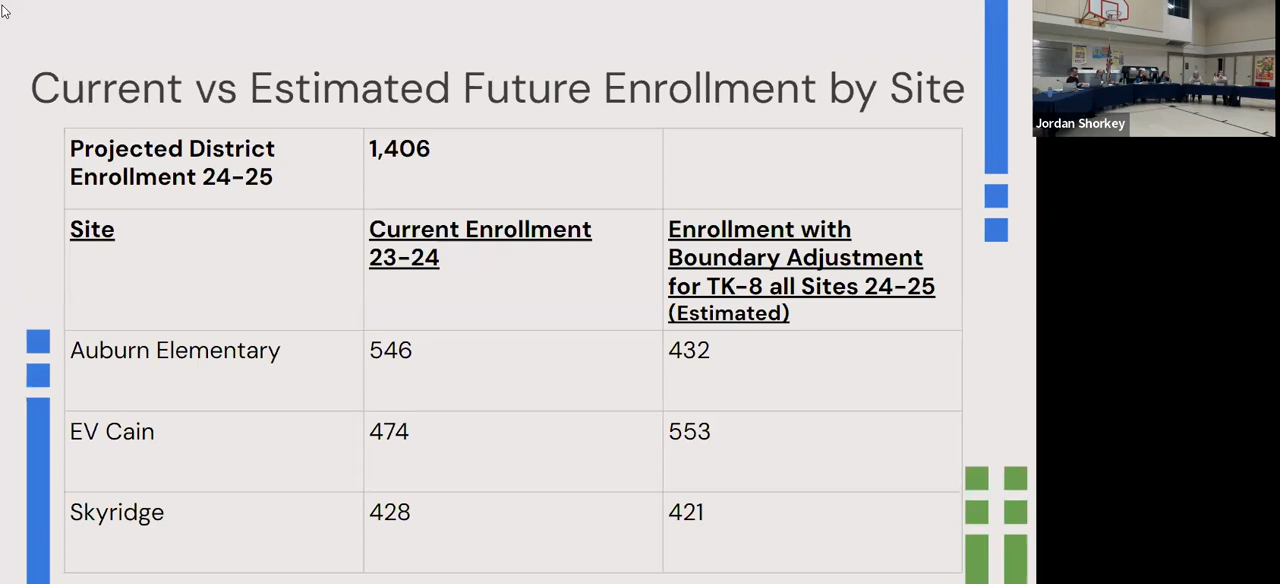 Current vs Estimated Future Enrollment by Site
Projected District
Enrollment 24-25
1,406
Site
Current Enrollment
23-24
Enrollment with
Boundary Adjustment
for TK-8 all Sites 24-25
(Estimated)
Auburn Elementary
546
432
EV Cain
474
553
Skyridge
428
421
Jordan Shorkey